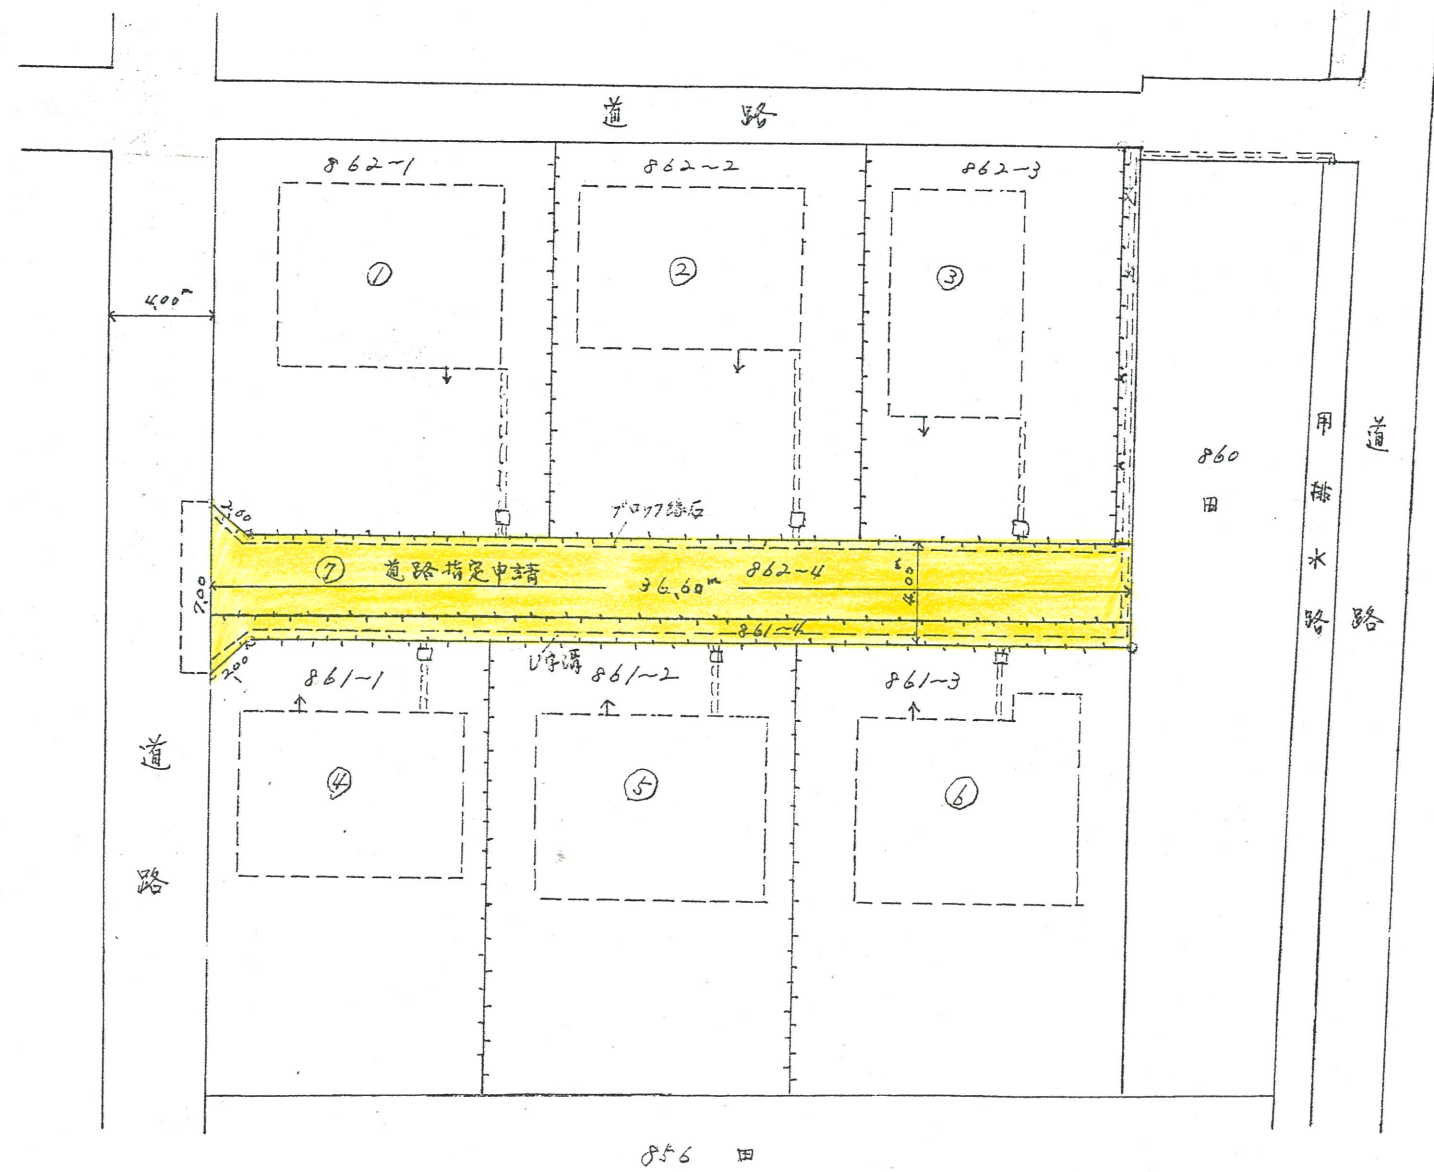 道 路
862~1
862~2
862~3
①
②
③
4.00m
860
田
用排水路
道路
2.00
ブロック縁石
⑦ 道路指定申請
36.60m
862~4
4.00m
7.00
861~4
2.00
U字溝
861~1
861~2
861~3
④
⑤
⑥
道路
856 田